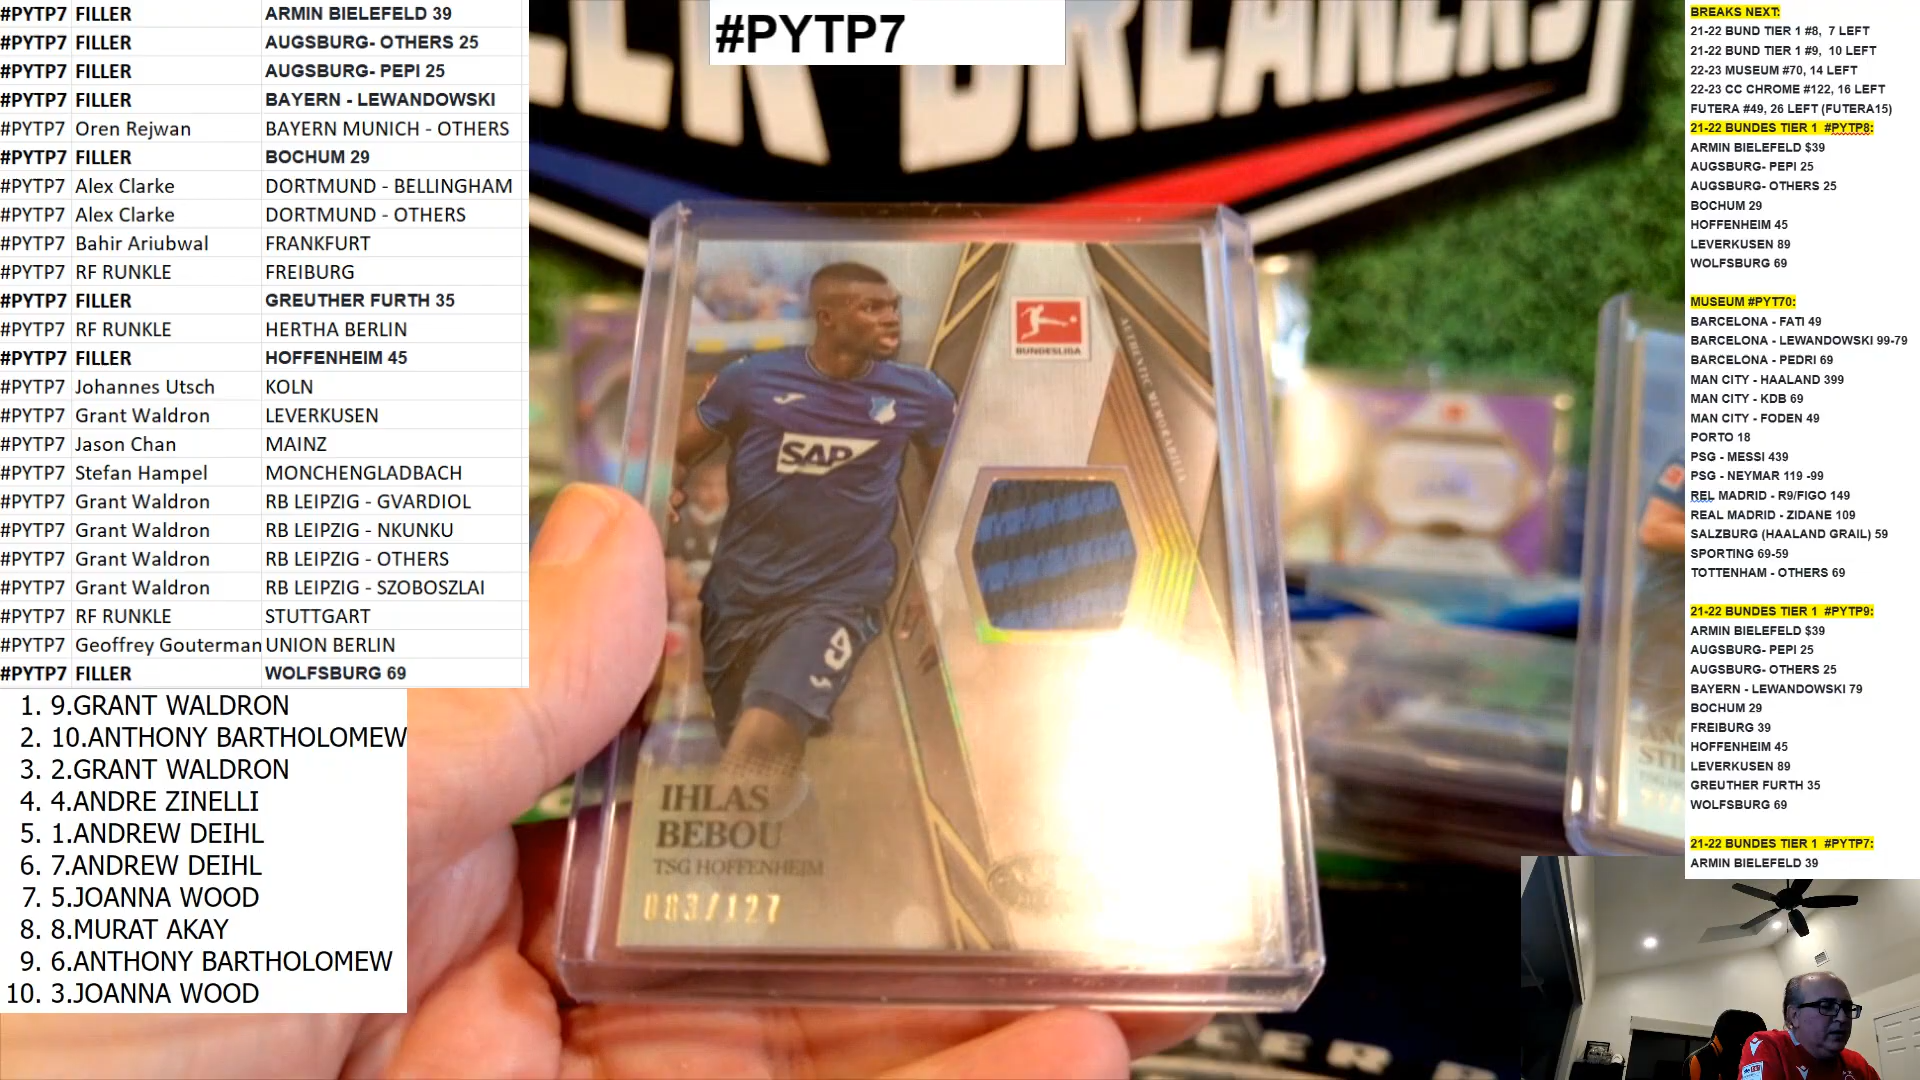 #PYTP7 FILLER ARMIN BIELEFELD 39
#PYTP7 FILLER AUGSBURG- OTHERS 25
#PYTP7 FILLER AUGSBURG- PEPI 25
#PYTP7 FILLER BAYERN - LEWANDOWSKI
#PYTP7 Oren Rejwan BAYERN MUNICH - OTHERS
#PYTP7 FILLER BOCHUM 29
#PYTP7 Alex Clarke DORTMUND - BELLINGHAM
#PYTP7 Alex Clarke DORTMUND - OTHERS
#PYTP7 Bahir Ariubwal FRANKFURT
#PYTP7 RF RUNKLE FREIBURG
#PYTP7 FILLER GREUTHER FURTH 35
#PYTP7 RF RUNKLE HERTHA BERLIN
#PYTP7 FILLER HOFFENHEIM 45
#PYTP7 Johannes Utsch KOLN
#PYTP7 Grant Waldron LEVERKUSEN
#PYTP7 Jason Chan MAINZ
#PYTP7 Stefan Hampel MONCHENGLADBACH
#PYTP7 Grant Waldron RB LEIPZIG - GVARDIOL
#PYTP7 Grant Waldron RB LEIPZIG - NKUNKU
#PYTP7 Grant Waldron RB LEIPZIG - OTHERS
#PYTP7 Grant Waldron RB LEIPZIG - SZOBOSZLAI
#PYTP7 RF RUNKLE STUTTGART
#PYTP7 Geoffrey Gouterman UNION BERLIN
#PYTP7 FILLER WOLFSBURG 69
1. 9.GRANT WALDRON
2. 10.ANTHONY BARTHOLOMEW
3. 2.GRANT WALDRON
4. 4.ANDRE ZINELLI
5. 1.ANDREW DEIHL
6. 7.ANDREW DEIHL
7. 5.JOANNA WOOD
8. 8.MURAT AKAY
9. 6.ANTHONY BARTHOLOMEW
10. 3.JOANNA WOOD
#PYTP7
BREAKERS
BUNDESLIGA
AUTHENTIC MEMORABILIA
SAP
9
IHLAS
BEBOU
TSG HOFFENHEIM
083/127
BREAKS NEXT:
21-22 BUND TIER 1 #8, 7 LEFT
21-22 BUND TIER 1 #9, 10 LEFT
22-23 MUSEUM #70, 14 LEFT
22-23 CC CHROME #122, 16 LEFT
FUTERA #49, 26 LEFT (FUTERA15)
21-22 BUNDES TIER 1 #PYTP8:
ARMIN BIELEFELD $39
AUGSBURG- PEPI 25
AUGSBURG- OTHERS 25
BOCHUM 29
HOFFENHEIM 45
LEVERKUSEN 89
WOLFSBURG 69
MUSEUM #PYT70:
BARCELONA - FATI 49
BARCELONA - LEWANDOWSKI 99-79
BARCELONA - PEDRI 69
MAN CITY - HAALAND 399
MAN CITY - KDB 69
MAN CITY - FODEN 49
PORTO 18
PSG - MESSI 439
PSG - NEYMAR 119 -99
REL MADRID - R9/FIGO 149
REAL MADRID - ZIDANE 109
SALZBURG (HAALAND GRAIL) 59
SPORTING 69-59
TOTTENHAM - OTHERS 69
21-22 BUNDES TIER 1 #PYTP9:
ARMIN BIELEFELD $39
AUGSBURG- PEPI 25
AUGSBURG- OTHERS 25
BAYERN - LEWANDOWSKI 79
BOCHUM 29
FREIBURG 39
HOFFENHEIM 45
LEVERKUSEN 89
GREUTHER FURTH 35
WOLFSBURG 69
21-22 BUNDES TIER 1 #PYTP7:
ARMIN BIELEFELD 39